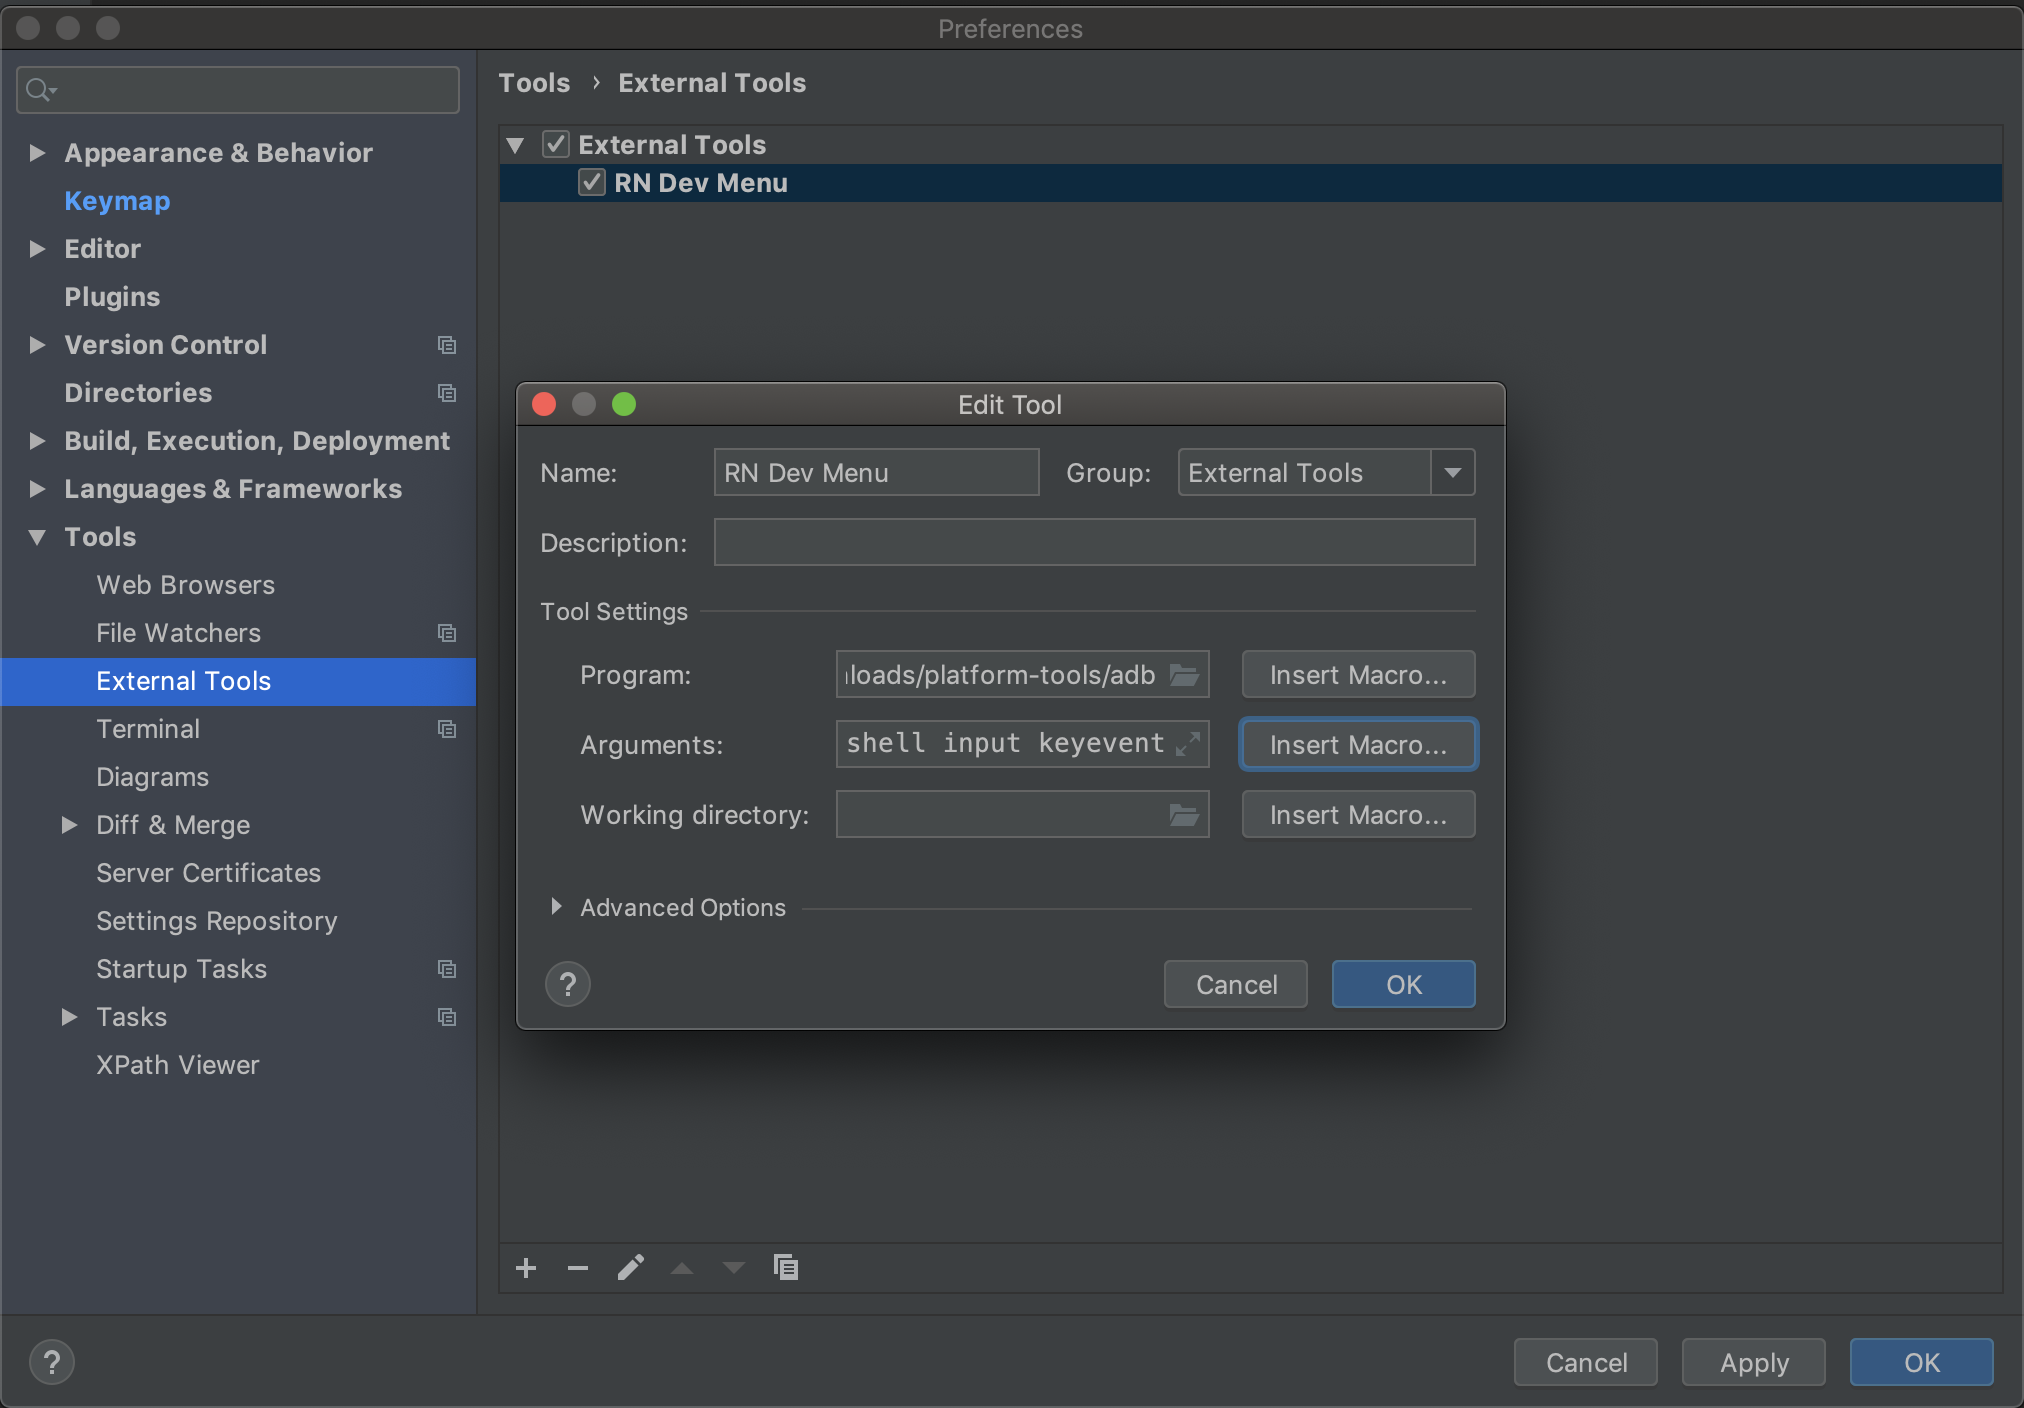 Preferences
Tools › External Tools
Appearance & Behavior
Keymap
Editor
Plugins
Version Control
Directories
Build, Execution, Deployment
Languages & Frameworks
Tools
Web Browsers
File Watchers
External Tools
Terminal
Diagrams
Diff & Merge
Server Certificates
Settings Repository
Startup Tasks
Tasks
XPath Viewer
External Tools
RN Dev Menu
Edit Tool
Name: RN Dev Menu Group: External Tools
Description:
Tool Settings
Program: loads/platform-tools/adb Insert Macro...
Arguments: shell input keyevent Insert Macro...
Working directory: Insert Macro...
Advanced Options
? Cancel OK
? Cancel Apply OK